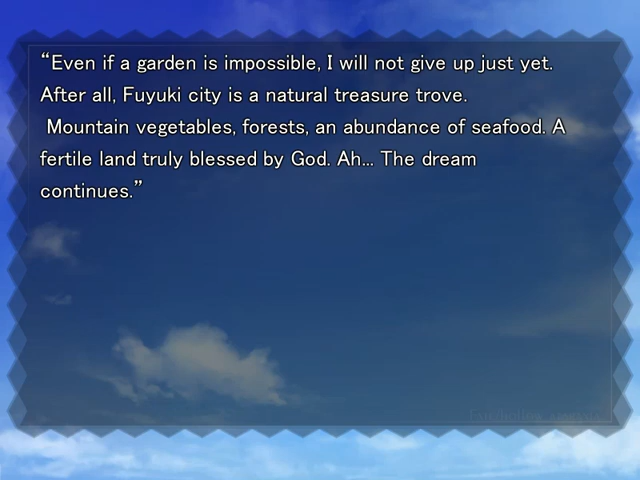 “Even if a garden is impossible, I will not give up just yet.
After all, Fuyuki city is a natural treasure trove.
Mountain vegetables, forests, an abundance of seafood. A
fertile land truly blessed by God. Ah... The dream
continues.”